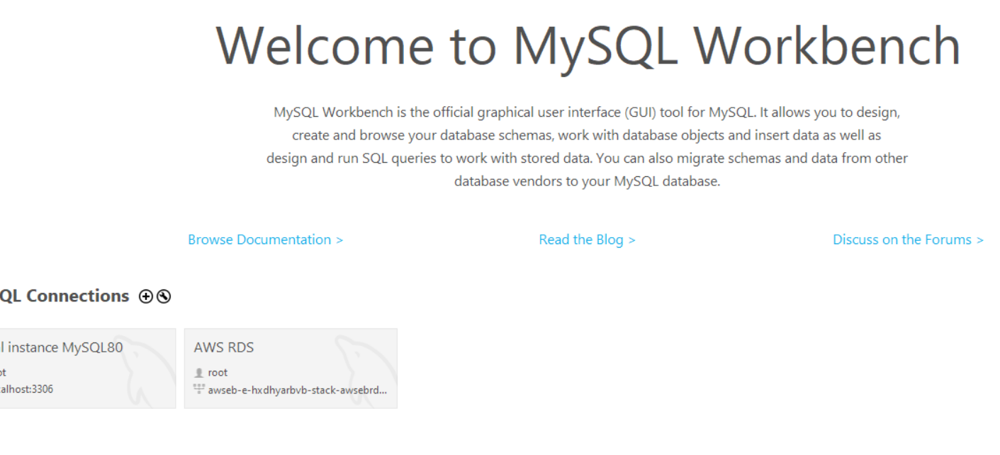 Welcome to MySQL Workbench
MySQL Workbench is the official graphical user interface (GUI) tool for MySQL. It allows you to design,
create and browse your database schemas, work with database objects and insert data as well as
design and run SQL queries to work with stored data. You can also migrate schemas and data from other
database vendors to your MySQL database.
Browse Documentation >
Read the Blog >
Discuss on the Forums >
QL Connections
l instance MySQL80
ot
alhost:3306
AWS RDS
root
awseb-e-hxdhyarbvb-stack-awsebrd...